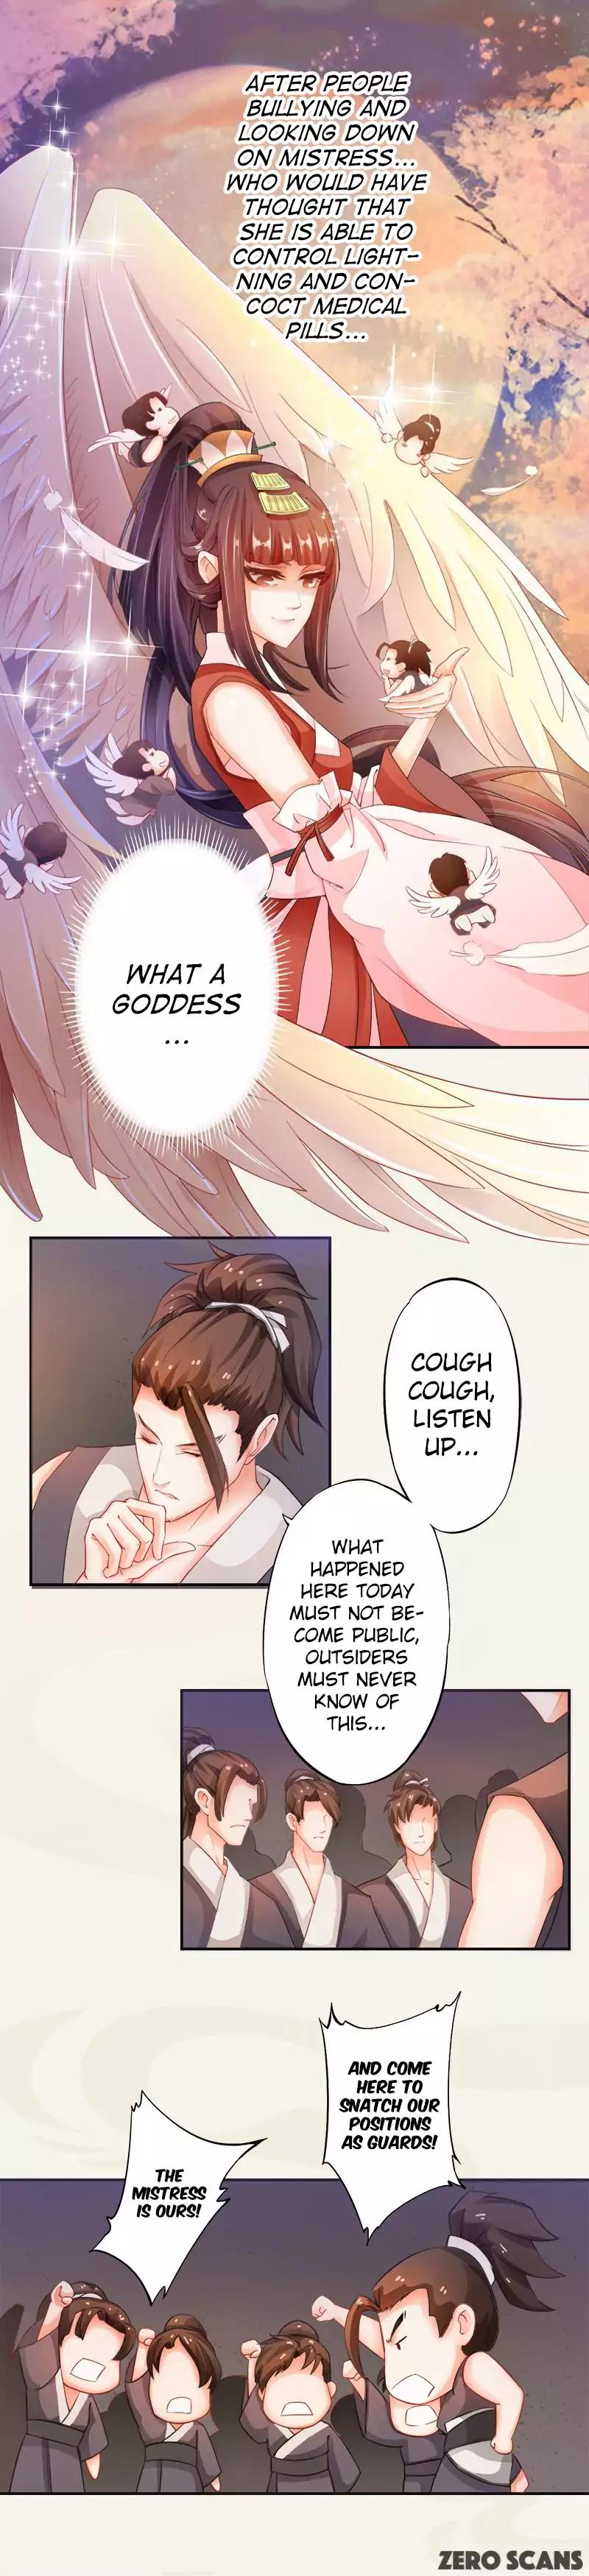 AFTER PEOPLE
BULLYING AND
LOOKING DOWN
ON MISTRESS...
WHO WOULD HAVE
THOUGHT THAT
SHE IS ABLE TO
CONTROL LIGHT-
NING AND CON-
COCT MEDICAL
PILLS...
WHAT A
GODDESS
...
COUGH
COUGH,
LISTEN
UP...
WHAT
HAPPENED
HERE TODAY
MUST NOT BE-
COME PUBLIC,
OUTSIDERS
MUST NEVER
KNOW OF
THIS...
AND COME
HERE TO
SNATCH OUR
POSITIONS
AS GUARDS!
THE
MISTRESS
IS OURS!
ZERO SCANS